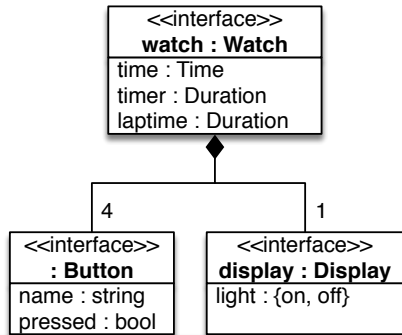 <<interface>>
watch : Watch
time : Time
timer : Duration
laptime : Duration
4
1
<<interface>>
: Button
name : string
pressed : bool
<<interface>>
display : Display
light : {on, off}